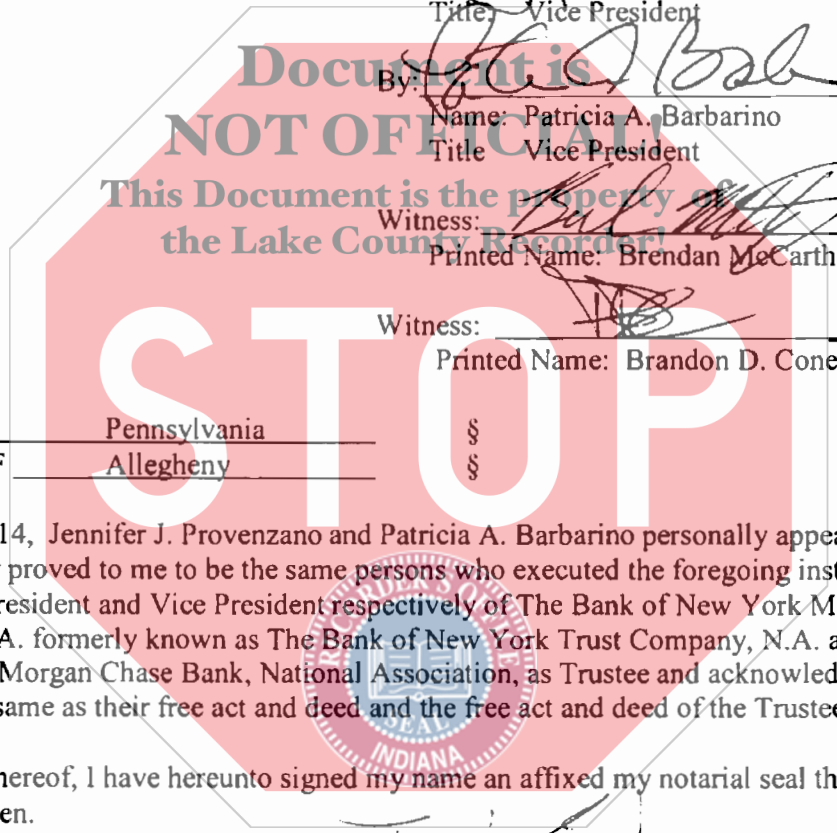 Title: Vice President
Document is
By:
Name: Patricia A. Barbarino
NOT OFFICIAL!
Title Vice President
This Document is the property of
Witness:
the Lake County Recorder!
Printed Name: Brendan McCarth
Witness:
Printed Name: Brandon D. Cone
STOP
Pennsylvania §
F Allegheny §
14, Jennifer J. Provenzano and Patricia A. Barbarino personally appea
proved to me to be the same persons who executed the foregoing inst
resident and Vice President respectively of The Bank of New York M
A. formerly known as The Bank of New York Trust Company, N.A. a
Morgan Chase Bank, National Association, as Trustee and acknowled
same as their free act and deed and the free act and deed of the Trustee
RECORDER'S OFFICE
SEAL
INDIANA
hereof, I have hereunto signed my name an affixed my notarial seal th
en.